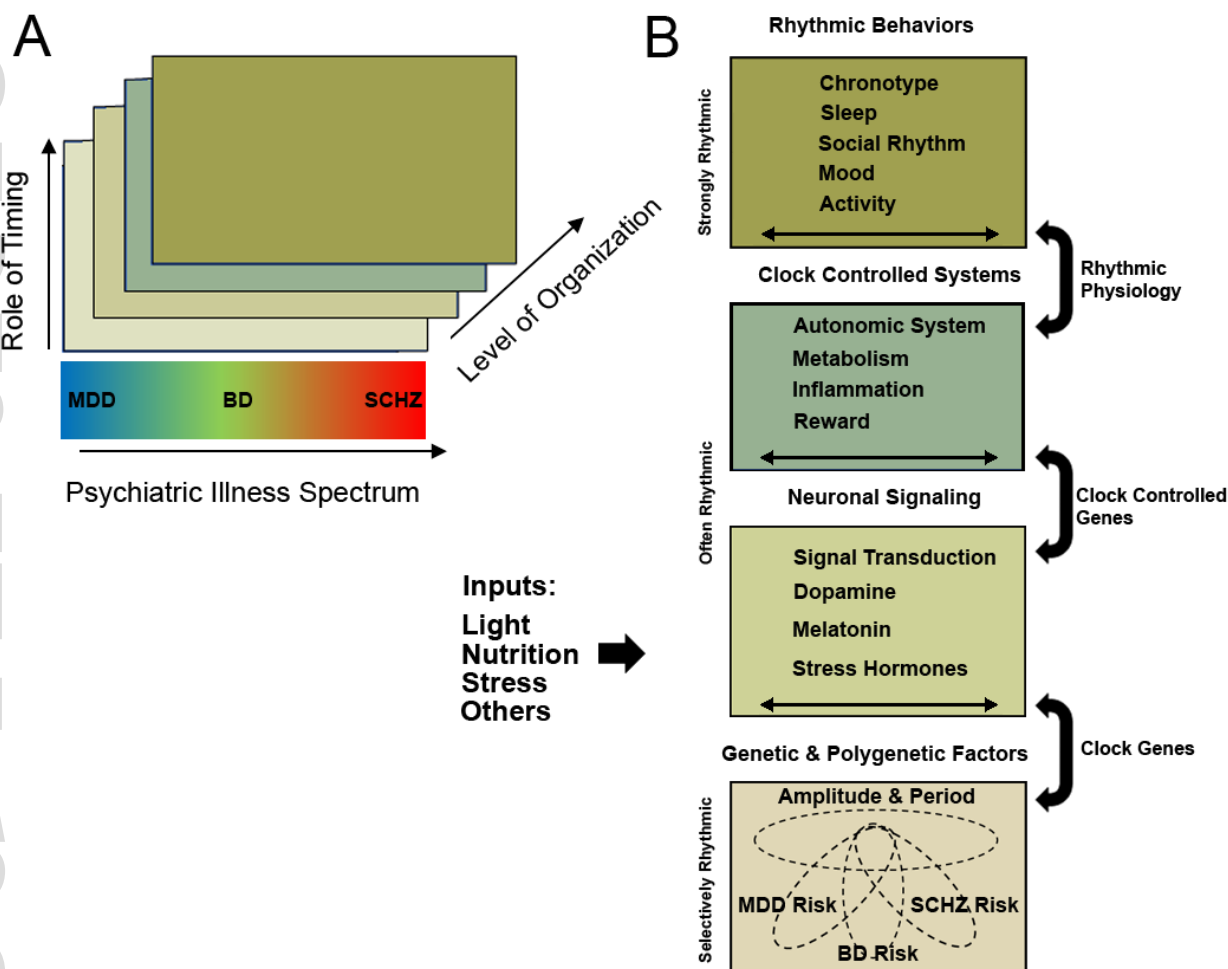 A
Role of Timing
Level of Organization
MDD BD SCHZ
Psychiatric Illness Spectrum
Inputs:
Light
Nutrition
Stress
Others
B
Rhythmic Behaviors
Strongly Rhythmic
Chronotype
Sleep
Social Rhythm
Mood
Activity
Rhythmic
Physiology
Clock Controlled Systems
Often Rhythmic
Autonomic System
Metabolism
Inflammation
Reward
Clock Controlled
Genes
Neuronal Signaling
Signal Transduction
Dopamine
Melatonin
Stress Hormones
Clock Genes
Genetic & Polygenetic Factors
Selectively Rhythmic
Amplitude & Period
MDD Risk
SCHZ Risk
BD Risk